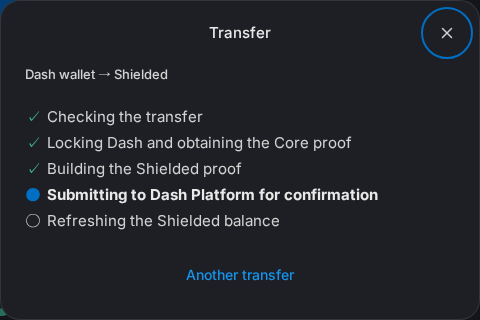 Transfer
Dash wallet → Shielded
✓ Checking the transfer
✓ Locking Dash and obtaining the Core proof
✓ Building the Shielded proof
Submitting to Dash Platform for confirmation
Refreshing the Shielded balance
Another transfer